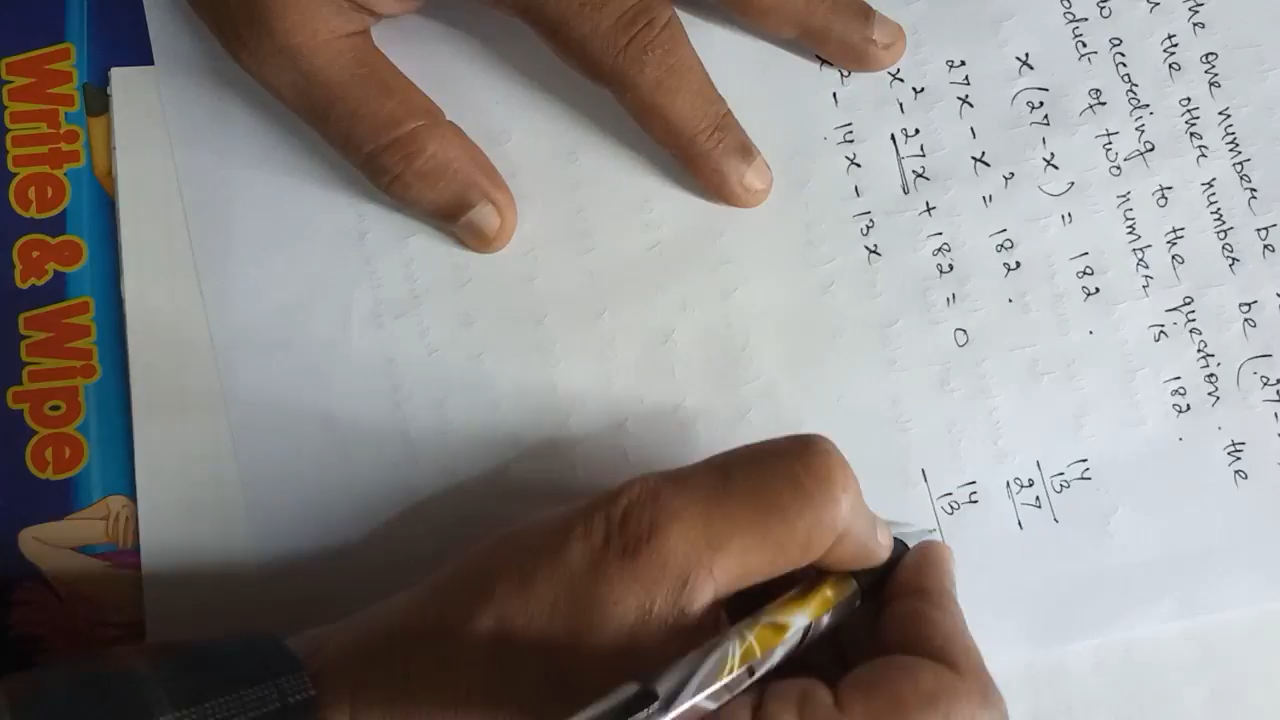 the one number be
the other number be (27-
according to the question. the
product of two number is 182.
x(27-x) = 182.
27x - x² = 182.
x² - 27x + 182 = 0
x² - 14x - 13x
14
13
27
14
13
Write & Wipe